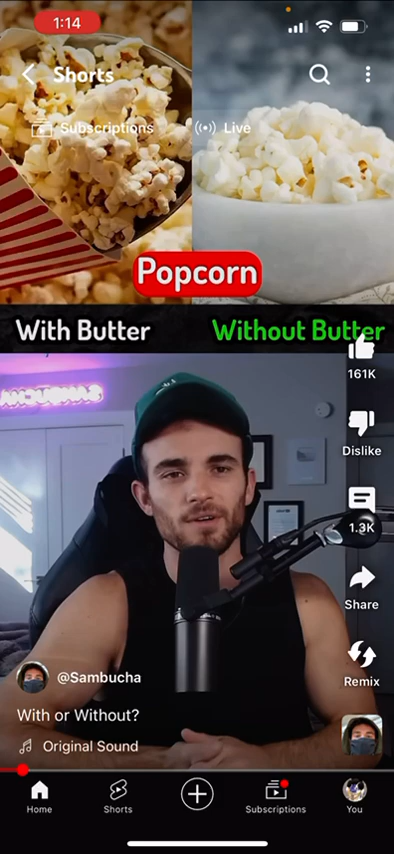 1:14
Shorts
Subscriptions
Live
Popcorn
With Butter
Without Butter
161K
Dislike
1.3K
Share
Remix
@Sambucha
With or Without?
Original Sound
Home
Shorts
Subscriptions
You